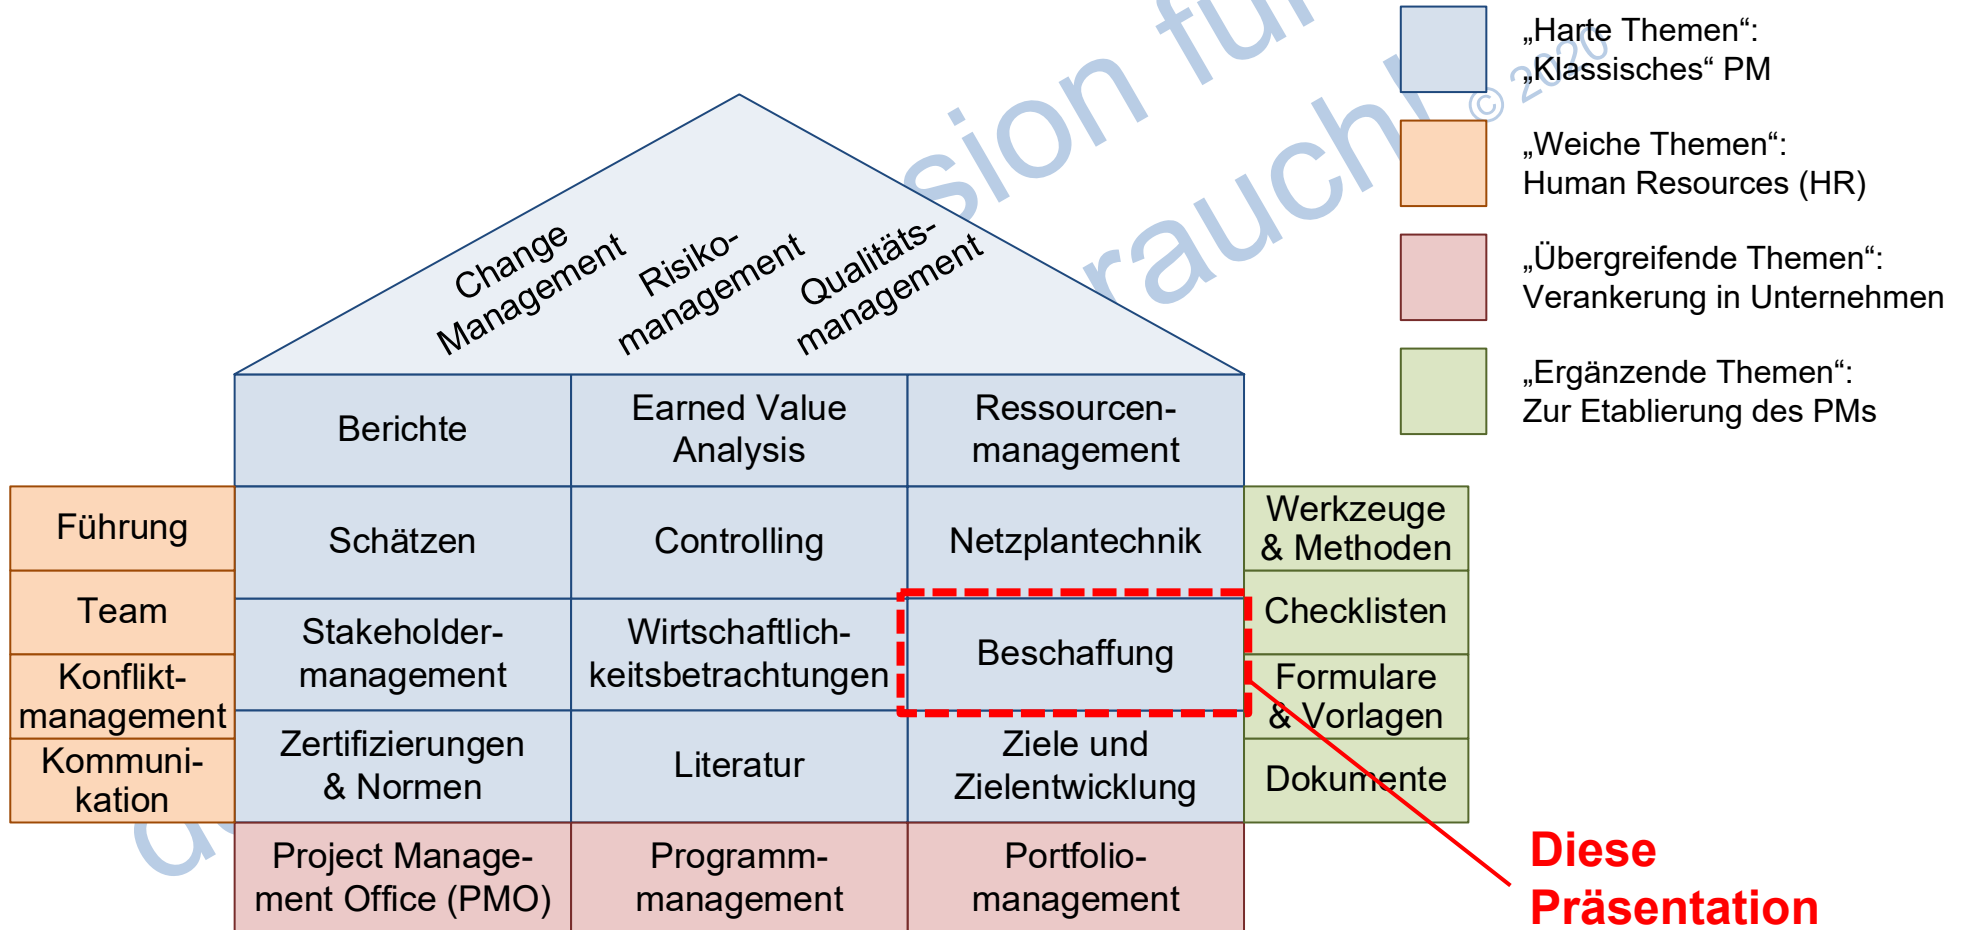 „Harte Themen“:
„Klassisches“ PM
© 2020
„Weiche Themen“:
Human Resources (HR)
„Übergreifende Themen“:
Verankerung in Unternehmen
„Ergänzende Themen“:
Zur Etablierung des PMs
Change
Management
Risiko-
management
Qualitäts-
management
Berichte
Earned Value
Analysis
Ressourcen-
management
Führung
Team
Konflikt-
management
Kommuni-
kation
Schätzen
Controlling
Netzplantechnik
Stakeholder-
management
Wirtschaftlich-
keitsbetrachtungen
Beschaffung
Zertifizierungen
& Normen
Literatur
Ziele und
Zielentwicklung
Werkzeuge
& Methoden
Checklisten
Formulare
& Vorlagen
Dokumente
Project Manage-
ment Office (PMO)
Programm-
management
Portfolio-
management
Diese
Präsentation